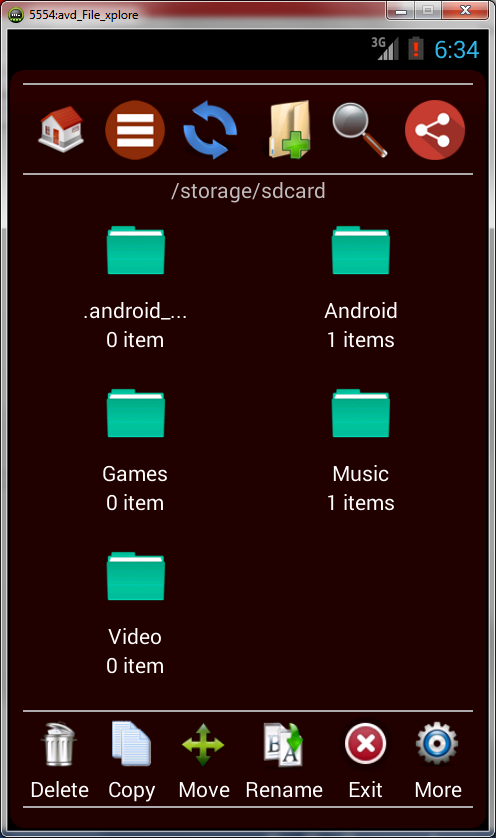 5554:avd_File_xplore
3G 6:34
/storage/sdcard
.android_... Android
0 item 1 items
Games Music
0 item 1 items
Video
0 item
B A
Delete Copy Move Rename Exit More